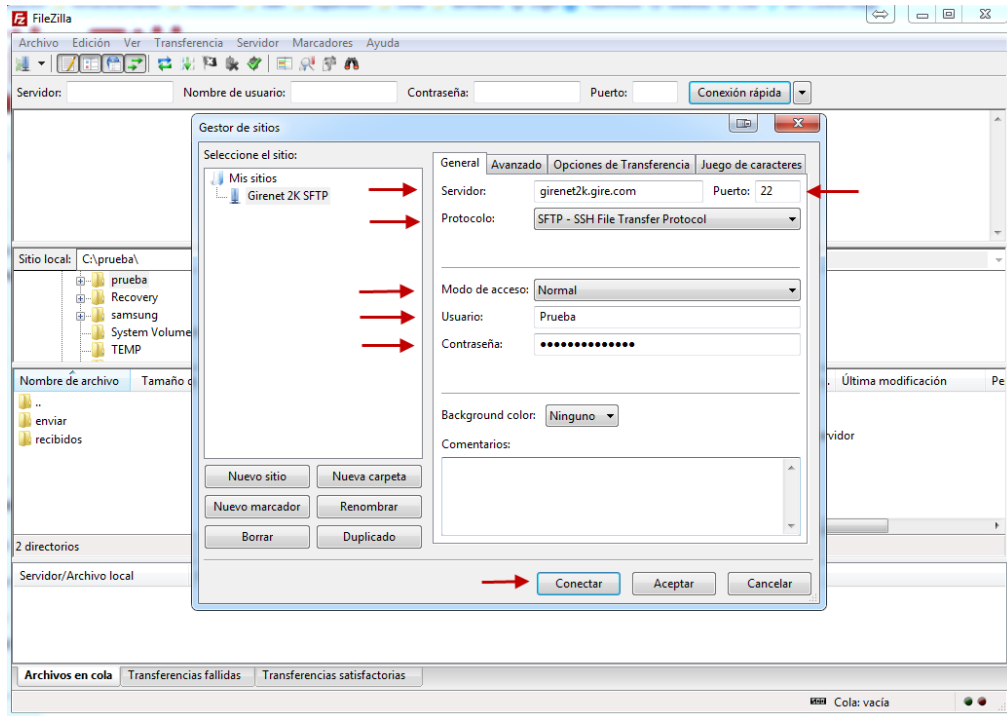 FileZilla
Archivo Edición Ver Transferencia Servidor Marcadores Ayuda
Servidor: Nombre de usuario: Contraseña: Puerto: Conexión rápida
Gestor de sitios
Seleccione el sitio:
Mis sitios
Girenet 2K SFTP
General Avanzado Opciones de Transferencia Juego de caracteres
Servidor: girenet2k.gire.com Puerto: 22
Protocolo: SFTP - SSH File Transfer Protocol
Modo de acceso: Normal
Usuario: Prueba
Contraseña: ●●●●●●●●●●●●●●
Background color: Ninguno
Comentarios:
Nuevo sitio Nueva carpeta
Nuevo marcador Renombrar
Borrar Duplicado
Conectar Aceptar Cancelar
Sitio local: C:\prueba\
prueba
Recovery
samsung
System Volume
TEMP
Nombre de archivo Tamaño Última modificación Pe
..
enviar
recibidos
vidor
2 directorios
Servidor/Archivo local
Archivos en cola Transferencias fallidas Transferencias satisfactorias
Cola: vacía